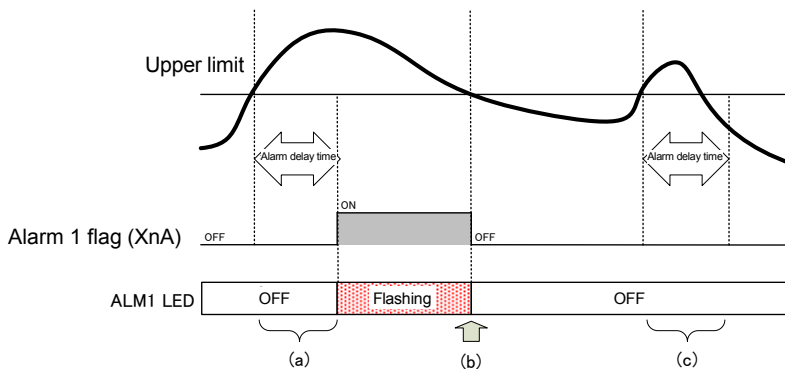 Upper limit
Alarm delay time
Alarm delay time
ON
Alarm 1 flag (XnA)
OFF
OFF
ALM1 LED
OFF
Flashing
OFF
(a)
(b)
(c)